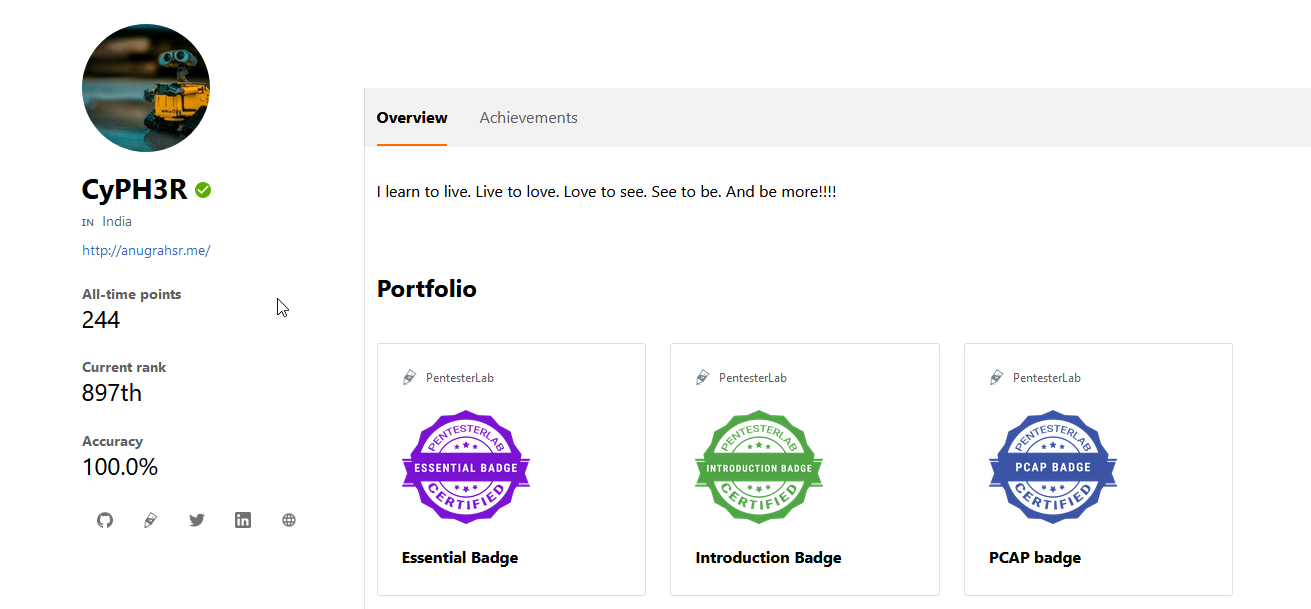 CyPH3R
IN India
http://anugrahsr.me/
All-time points
244
Current rank
897th
Accuracy
100.0%
Overview Achievements
I learn to live. Live to love. Love to see. See to be. And be more!!!!
Portfolio
PentesterLab
PENTESTERLAB
ESSENTIAL BADGE
CERTIFIED
Essential Badge
PentesterLab
PENTESTERLAB
INTRODUCTION BADGE
CERTIFIED
Introduction Badge
PentesterLab
PENTESTERLAB
PCAP BADGE
CERTIFIED
PCAP badge